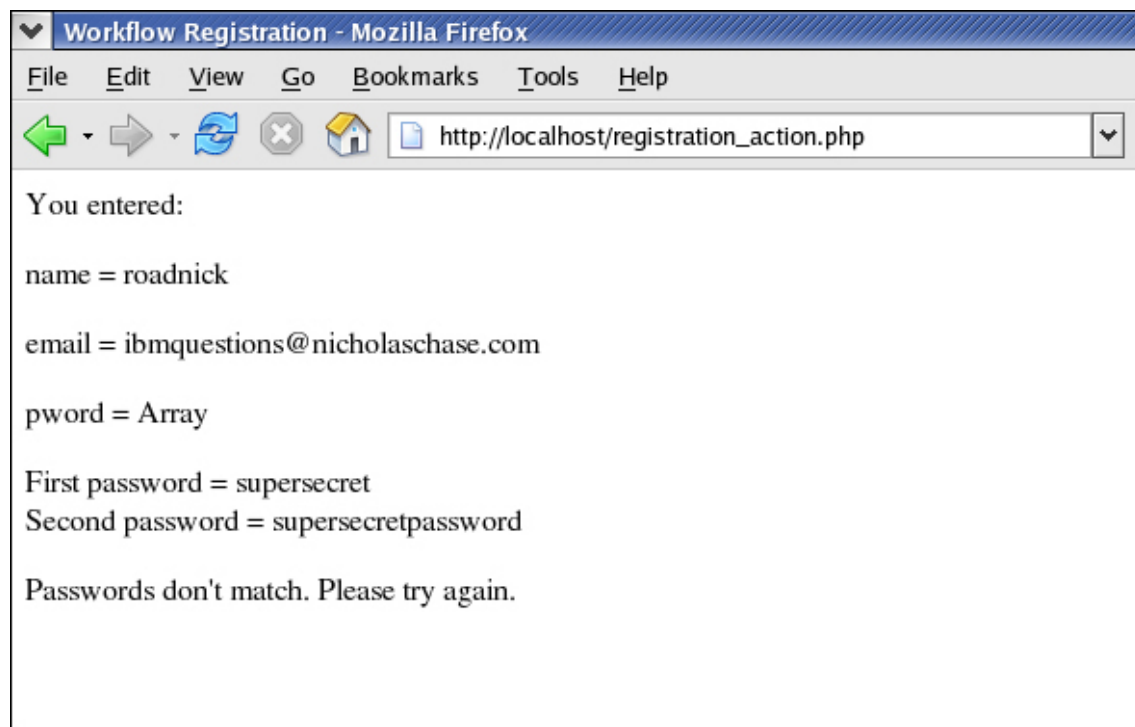 Workflow Registration - Mozilla Firefox
File Edit View Go Bookmarks Tools Help
http://localhost/registration_action.php
You entered:
name = roadnick
email = ibmquestions@nicholaschase.com
pword = Array
First password = supersecret
Second password = supersecretpassword
Passwords don't match. Please try again.